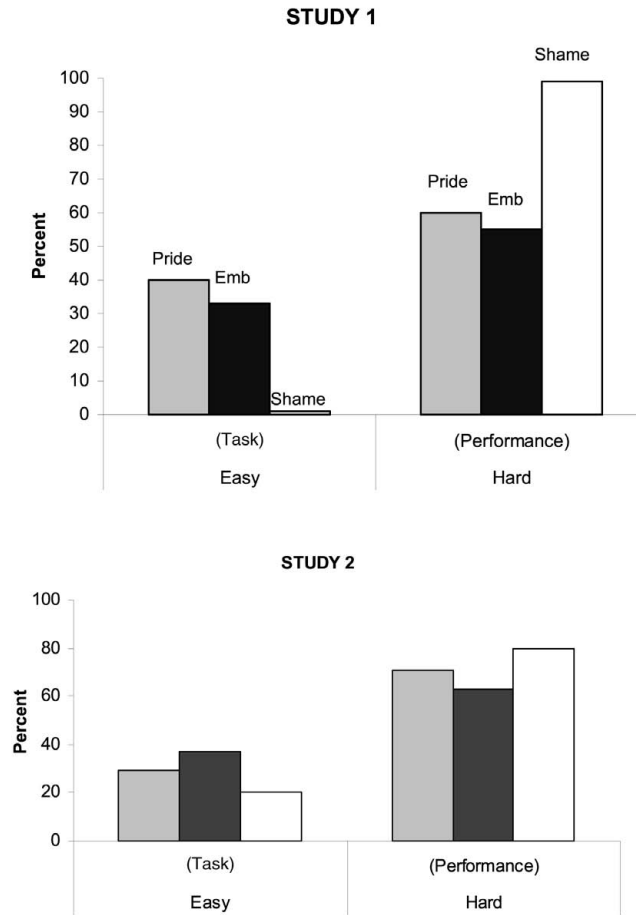 STUDY 1
Percent
100
90
80
70
60
50
40
30
20
10
0
Pride
Emb
Shame
Pride
Emb
Shame
(Task)
(Performance)
Easy
Hard
STUDY 2
Percent
100
80
60
40
20
0
(Task)
(Performance)
Easy
Hard